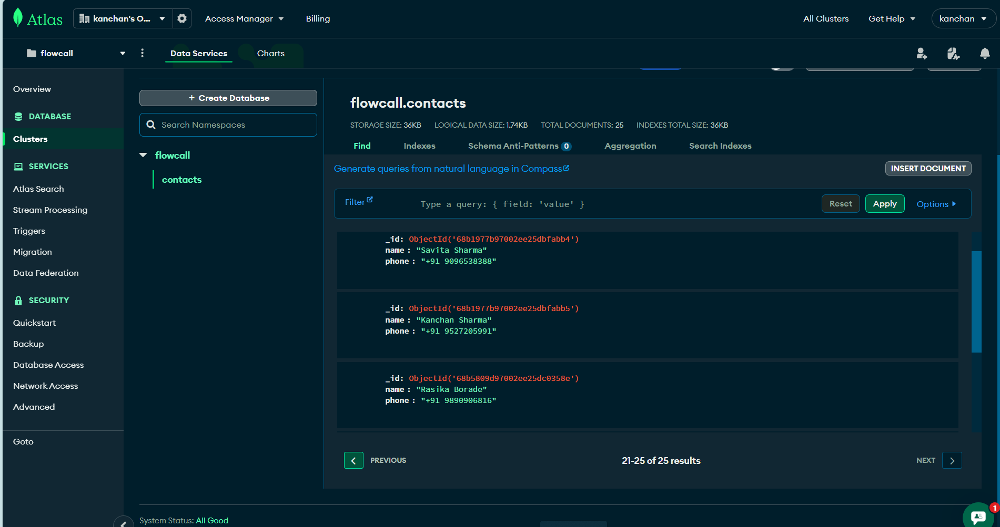 Atlas
kanchan's O...
Access Manager
Billing
All Clusters
Get Help
kanchan
flowcall
Data Services
Charts
Overview
DATABASE
Clusters
SERVICES
Atlas Search
Stream Processing
Triggers
Migration
Data Federation
SECURITY
Quickstart
Backup
Database Access
Network Access
Advanced
Goto
+ Create Database
Search Namespaces
flowcall
contacts
flowcall.contacts
STORAGE SIZE: 36KB LOGICAL DATA SIZE: 1.74KB TOTAL DOCUMENTS: 25 INDEXES TOTAL SIZE: 36KB
Find Indexes Schema Anti-Patterns 0 Aggregation Search Indexes
Generate queries from natural language in Compass
INSERT DOCUMENT
Filter
Type a query: { field: 'value' }
Reset
Apply
Options
_id: ObjectId('68b1977b97002ee25dbfabb4')
name : "Savita Sharma"
phone : "+91 9096538388"
_id: ObjectId('68b1977b97002ee25dbfabb5')
name : "Kanchan Sharma"
phone : "+91 9527205991"
_id: ObjectId('68b5809d97002ee25dc0358e')
name : "Rasika Borade"
phone : "+91 9890906816"
PREVIOUS
21-25 of 25 results
NEXT
System Status: All Good
1